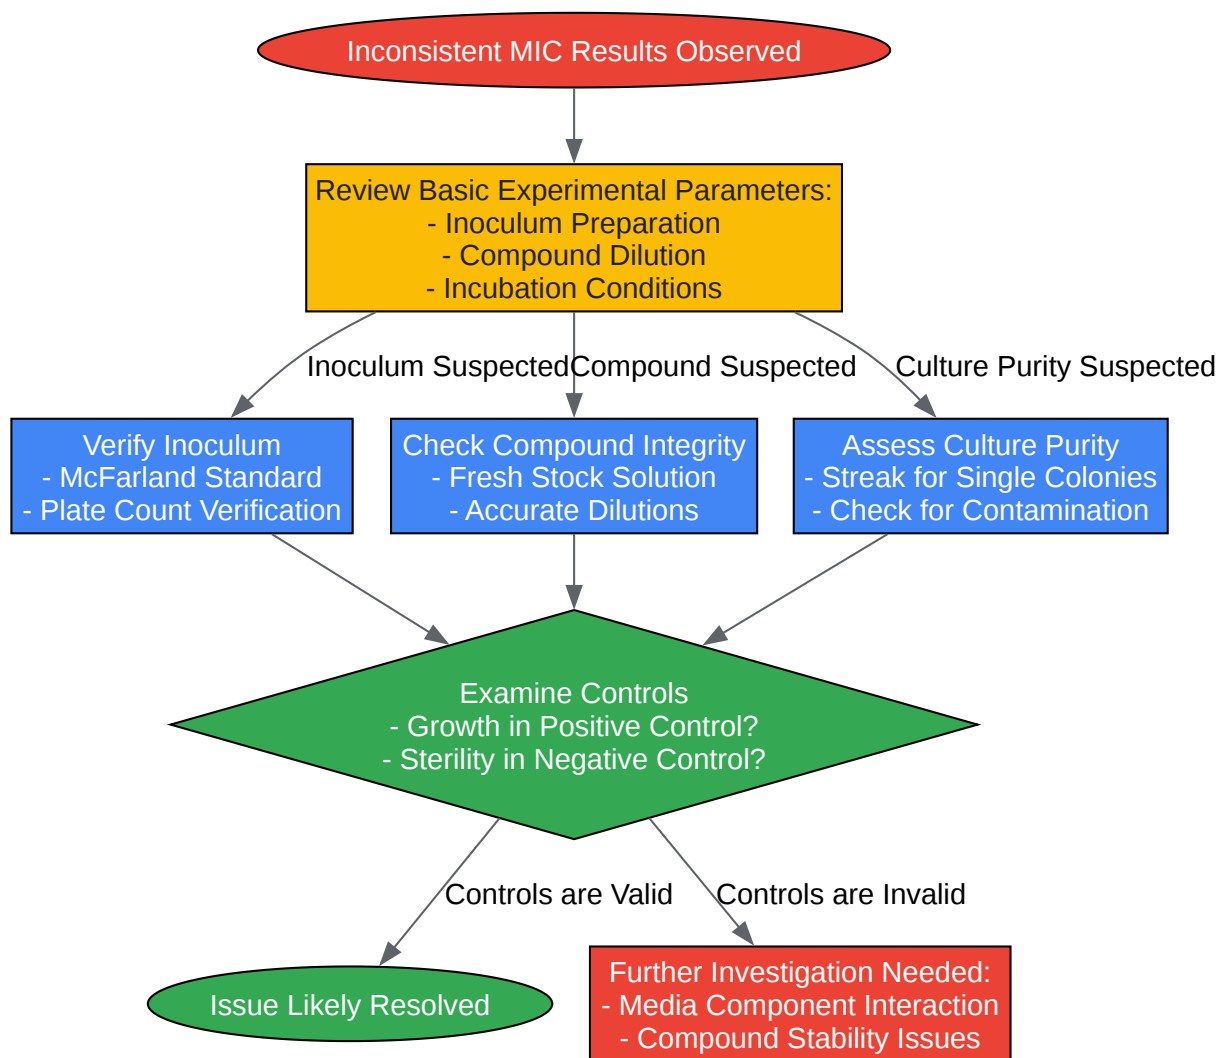 Inconsistent MIC Results Observed
Review Basic Experimental Parameters:
- Inoculum Preparation
- Compound Dilution
- Incubation Conditions
Inoculum Suspected
Compound Suspected
Culture Purity Suspected
Verify Inoculum
- McFarland Standard
- Plate Count Verification
Check Compound Integrity
- Fresh Stock Solution
- Accurate Dilutions
Assess Culture Purity
- Streak for Single Colonies
- Check for Contamination
Examine Controls
- Growth in Positive Control?
- Sterility in Negative Control?
Controls are Valid
Controls are Invalid
Issue Likely Resolved
Further Investigation Needed:
- Media Component Interaction
- Compound Stability Issues